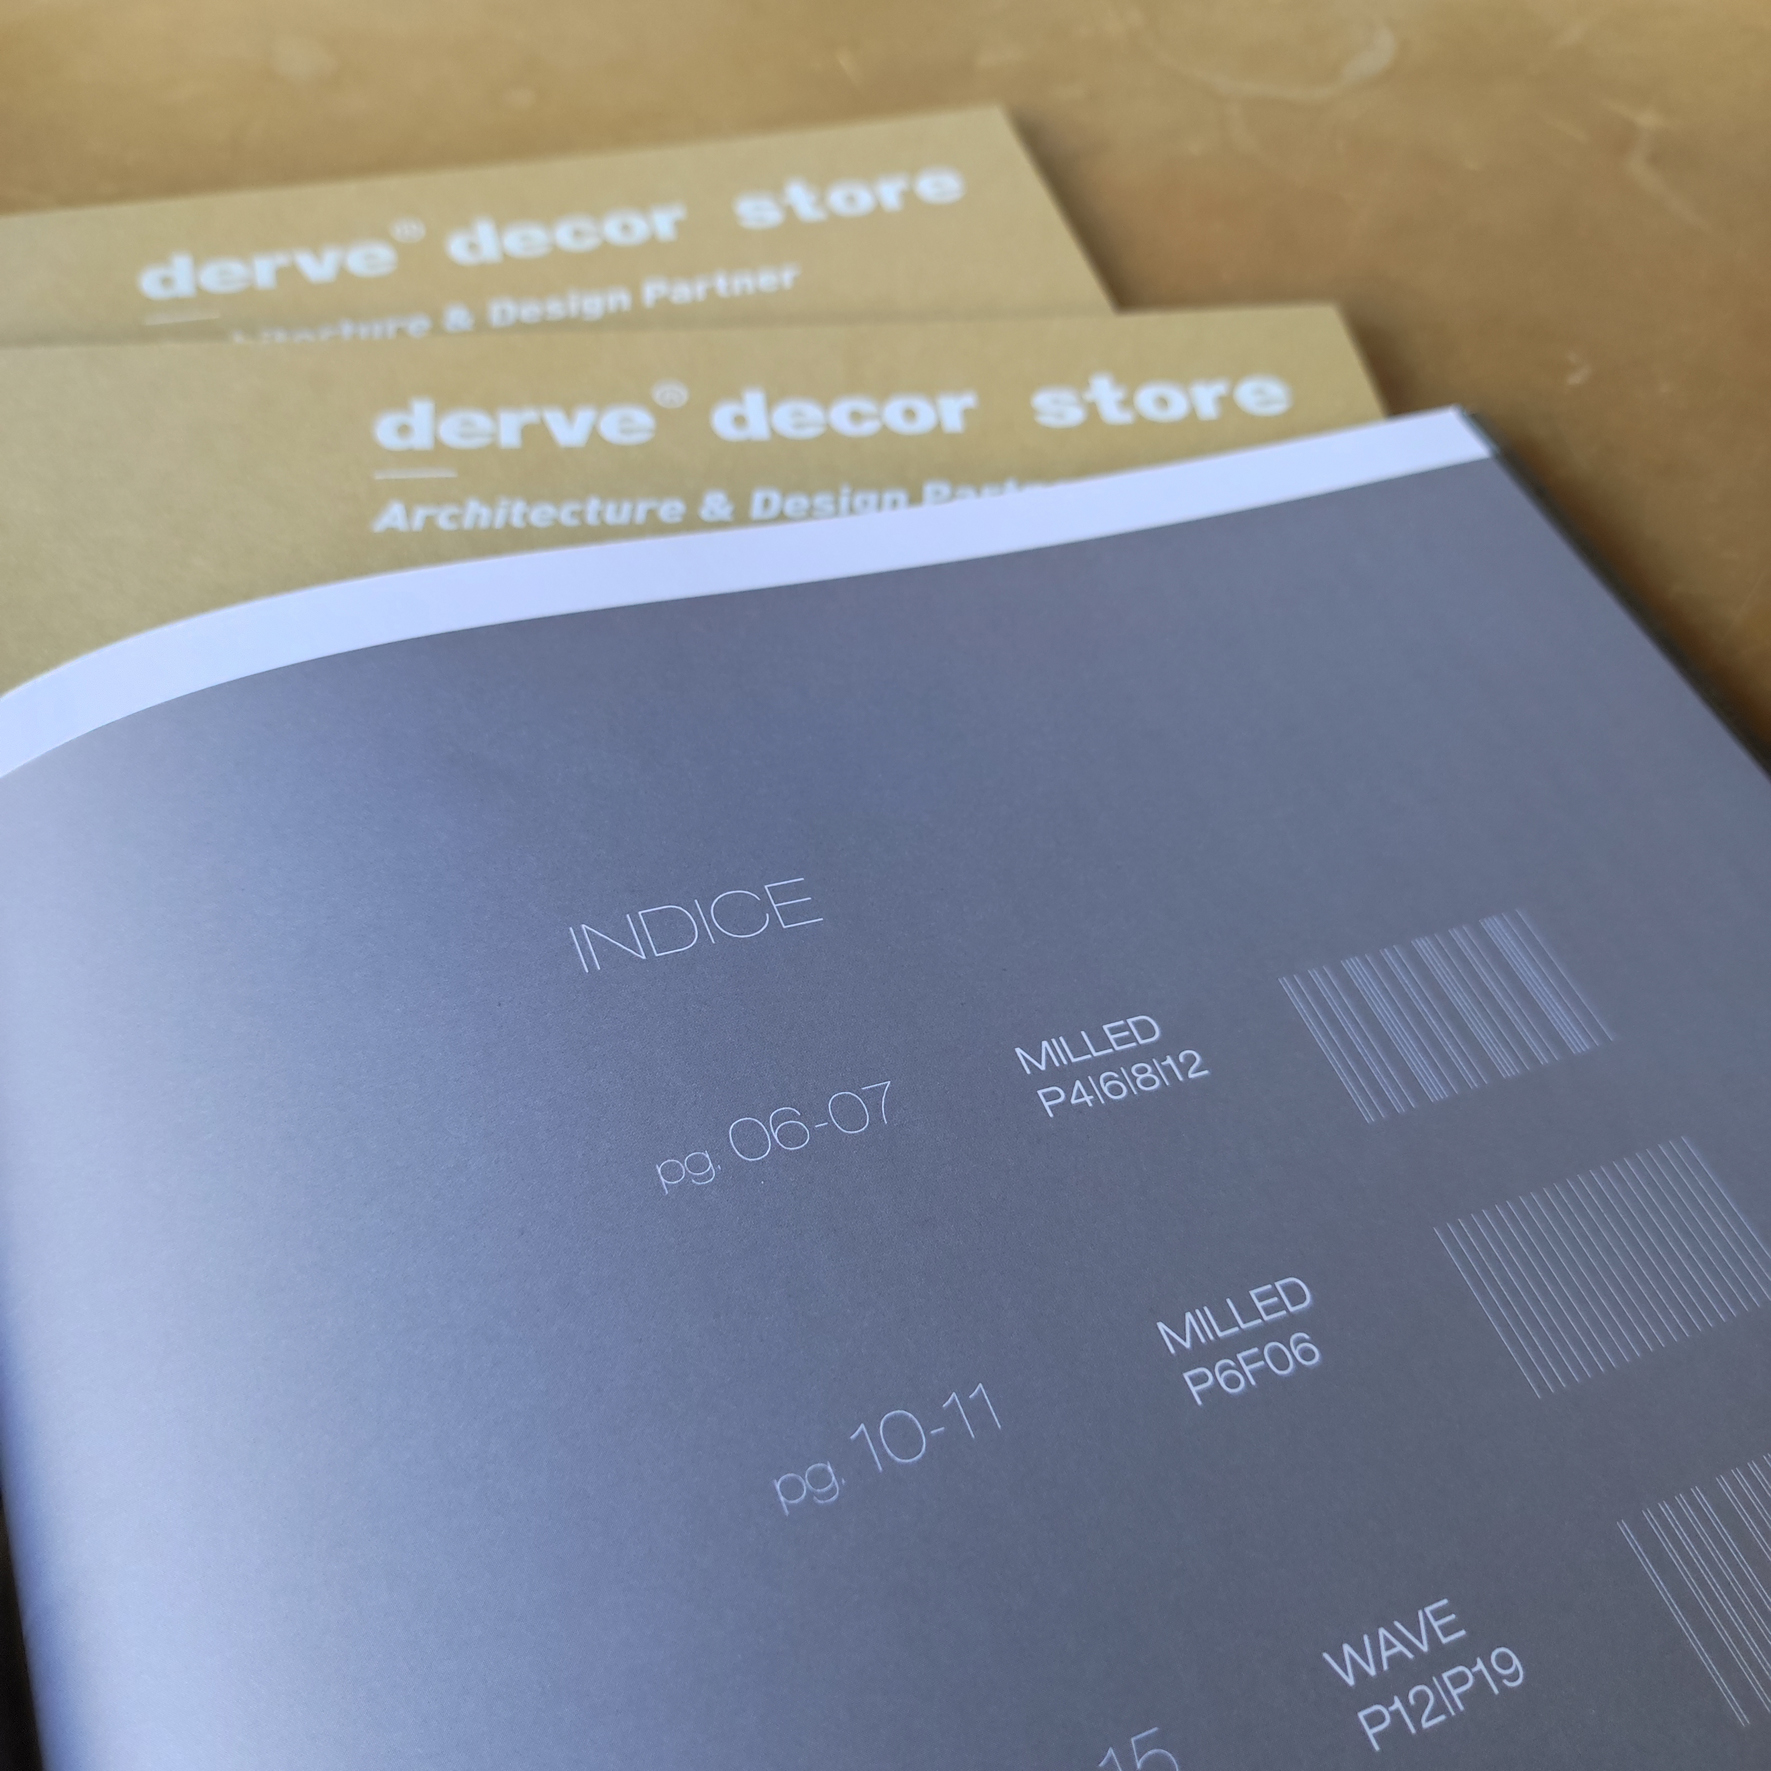 derve® decor store
& Design Partner
derve® decor store
Architecture & Design
INDICE
pg. 06-07
MILLED
P4|6|8|12
pg. 10-11
MILLED
P6F06
15
WAVE
P12|P19